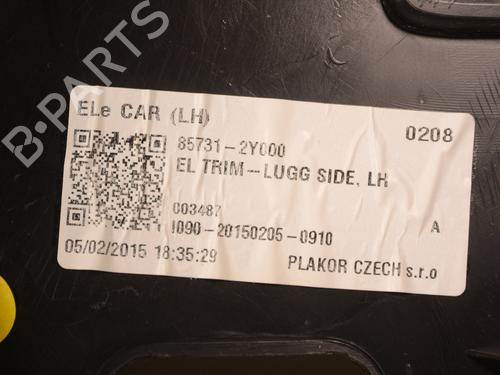 B-PARTS
ELe CAR (LH)
0208
85731-2Y000
EL TRIM-LUGG SIDE, LH
003487
I090-20150205-0910
A
05/02/2015 18:35:29
PLAKOR CZECH s.r.o